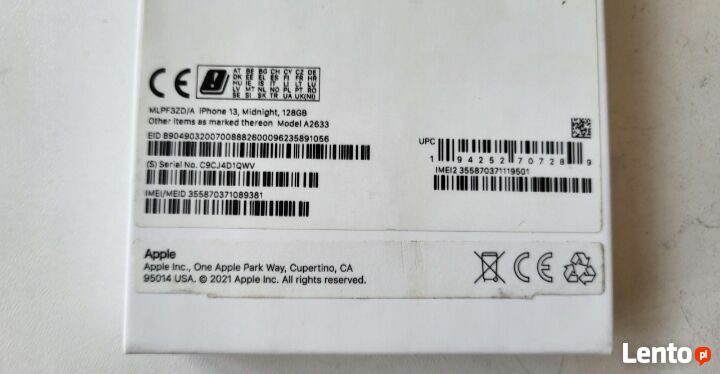 CE
AT BE BG CH CY CZ DE
DK EE EL ES FI FR HR
HU IE IS IT LI LT LU
LV MT NL NO PL PT RO
SE SI SK TR UA UK(NI)
MLPF3ZD/A iPhone 13, Midnight, 128GB
Other items as marked thereon Model A2633
EID 89049032007008882600096235891056
(S) Serial No. C9CJ4D1QWV
IMEI/MEID 355870371089381
UPC
1 94252 70728 9
IMEI2 355870371119501
Apple
Apple Inc., One Apple Park Way, Cupertino, CA
95014 USA. © 2021 Apple Inc. All rights reserved.
CE
Lento.pl